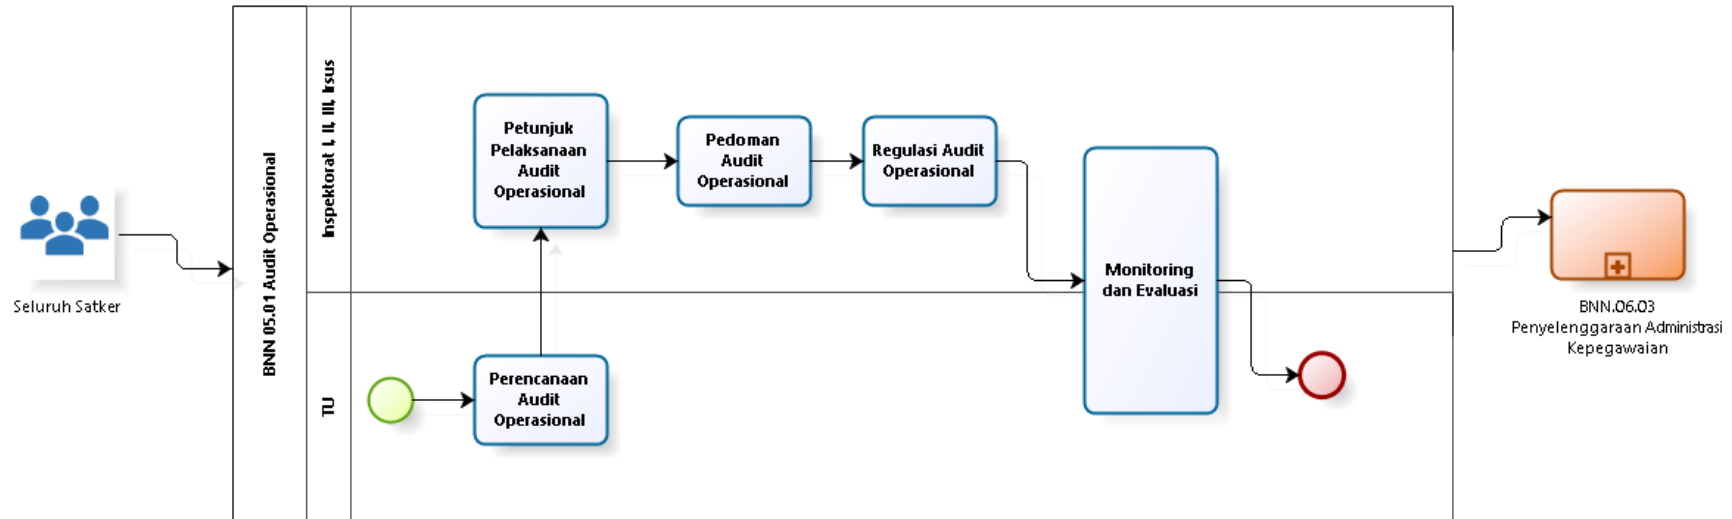 Seluruh Satker
BNN 05.01 Audit Operasional
Inspektorat I, II, III, Irsus
TU
Petunjuk
Pelaksanaan
Audit
Operasional
Pedoman
Audit
Operasional
Regulasi Audit
Operasional
Monitoring
dan Evaluasi
Perencanaan
Audit
Operasional
BNN.06.03
Penyelenggaraan Administrasi
Kepegawaian